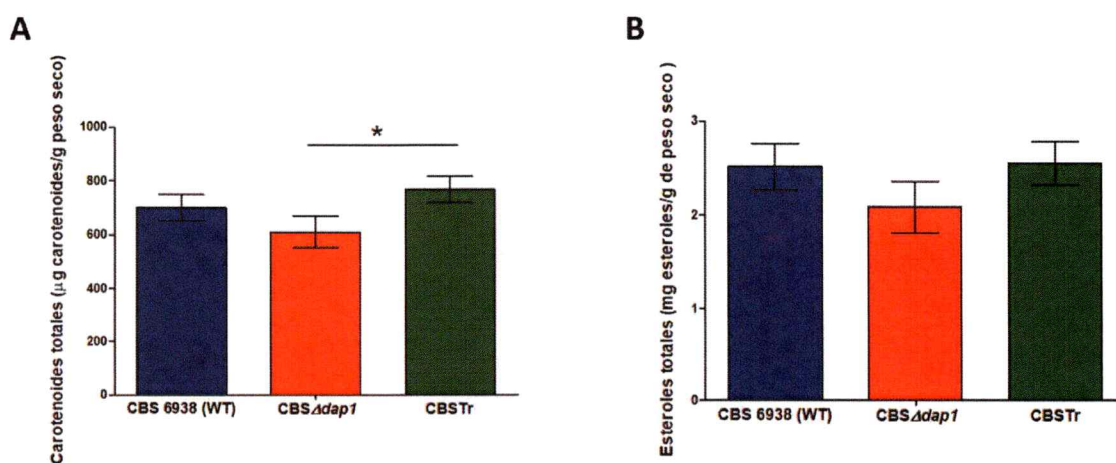 A
Carotenoides totales (µg carotenoides/g peso seco)
1000
800
600
400
200
0
*
CBS 6938 (WT)
CBSΔdap1
CBSTr
B
Esteroles totales (mg esteroles/g de peso seco )
3
2
1
0
CBS 6938 (WT)
CBSΔdap1
CBSTr